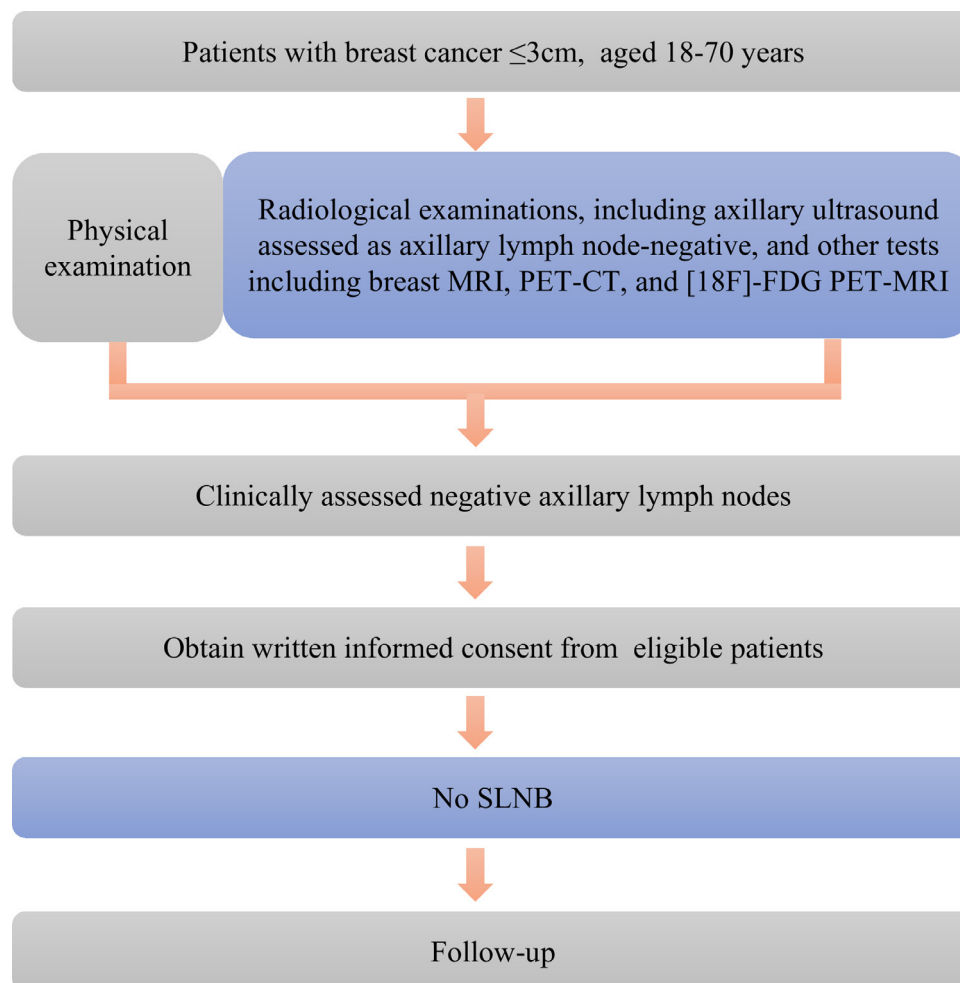 Patients with breast cancer ≤3cm, aged 18-70 years
Physical
examination
Radiological examinations, including axillary ultrasound
assessed as axillary lymph node-negative, and other tests
including breast MRI, PET-CT, and [18F]-FDG PET-MRI
Clinically assessed negative axillary lymph nodes
Obtain written informed consent from eligible patients
No SLNB
Follow-up